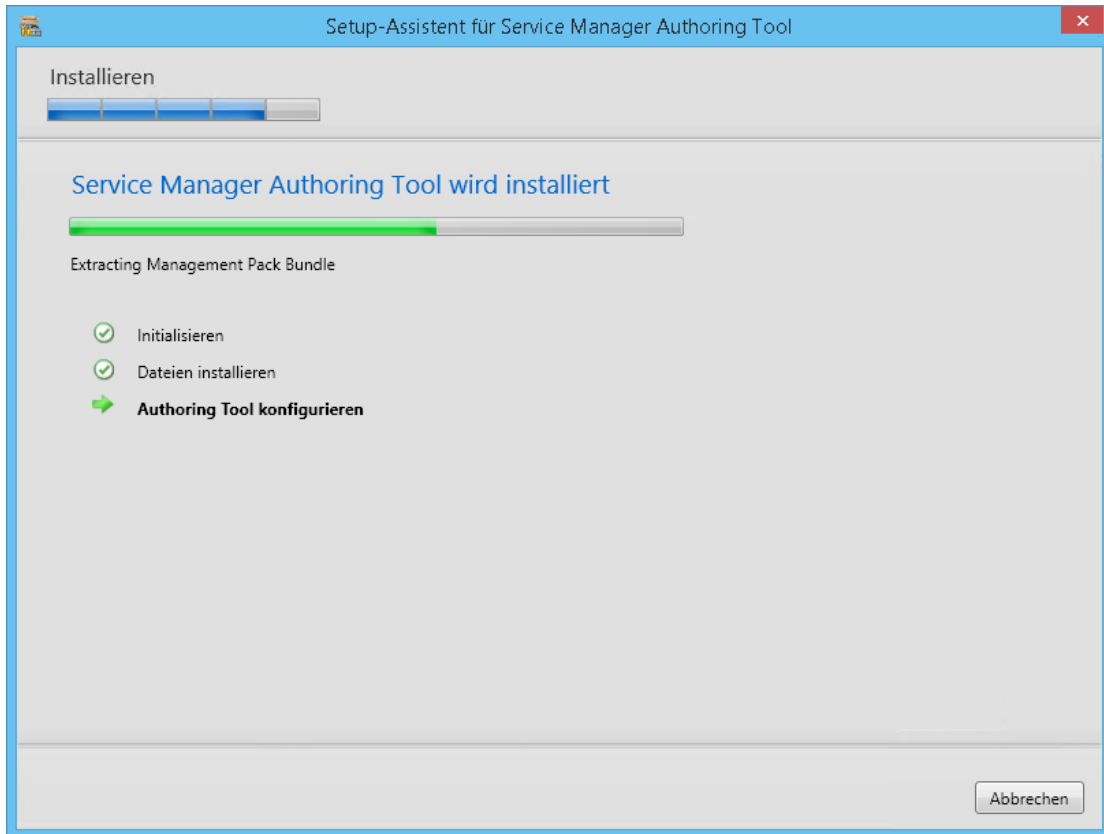 Setup-Assistent für Service Manager Authoring Tool
Installieren
Service Manager Authoring Tool wird installiert
Extracting Management Pack Bundle
Initialisieren
Dateien installieren
Authoring Tool konfigurieren
Abbrechen